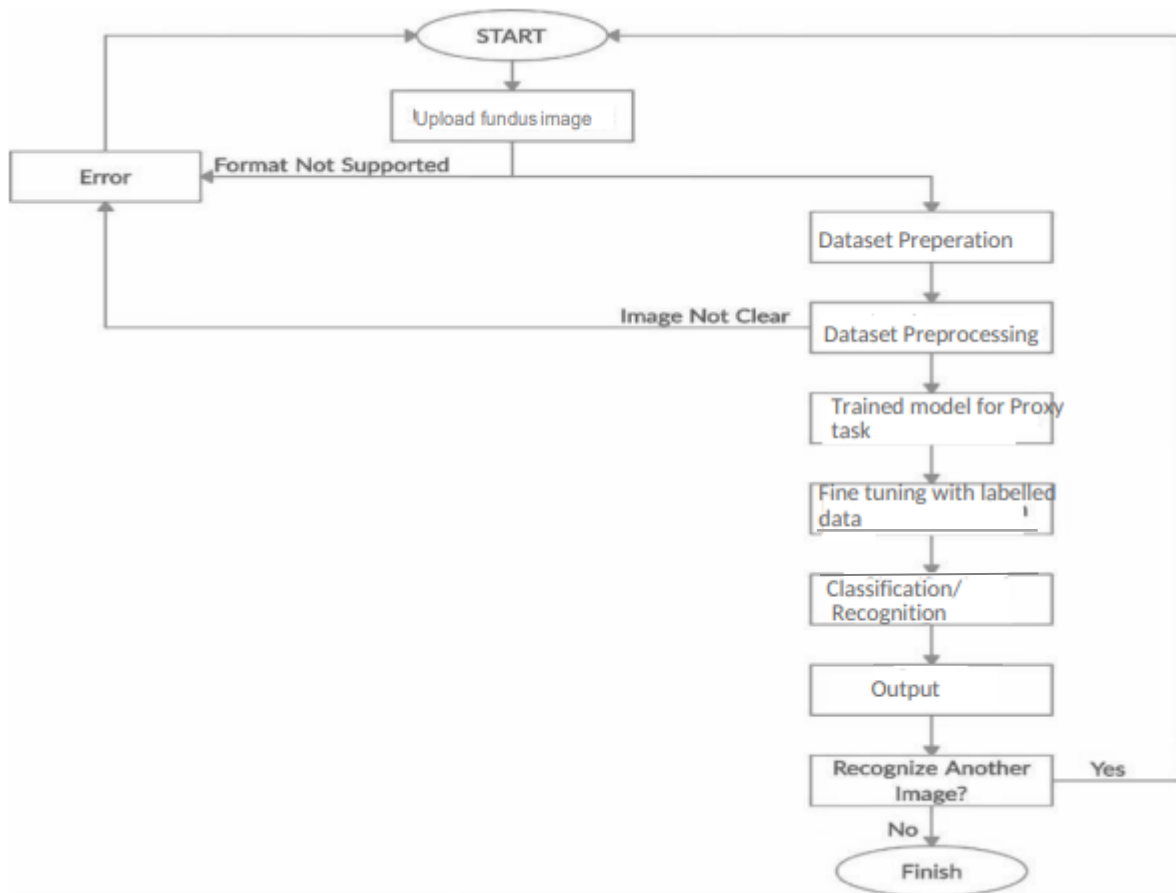 START
Upload fundus image
Format Not Supported
Error
Dataset Preperation
Image Not Clear
Dataset Preprocessing
Trained model for Proxy
task
Fine tuning with labelled
data
Classification/
Recognition
Output
Recognize Another
Image?
Yes
No
Finish